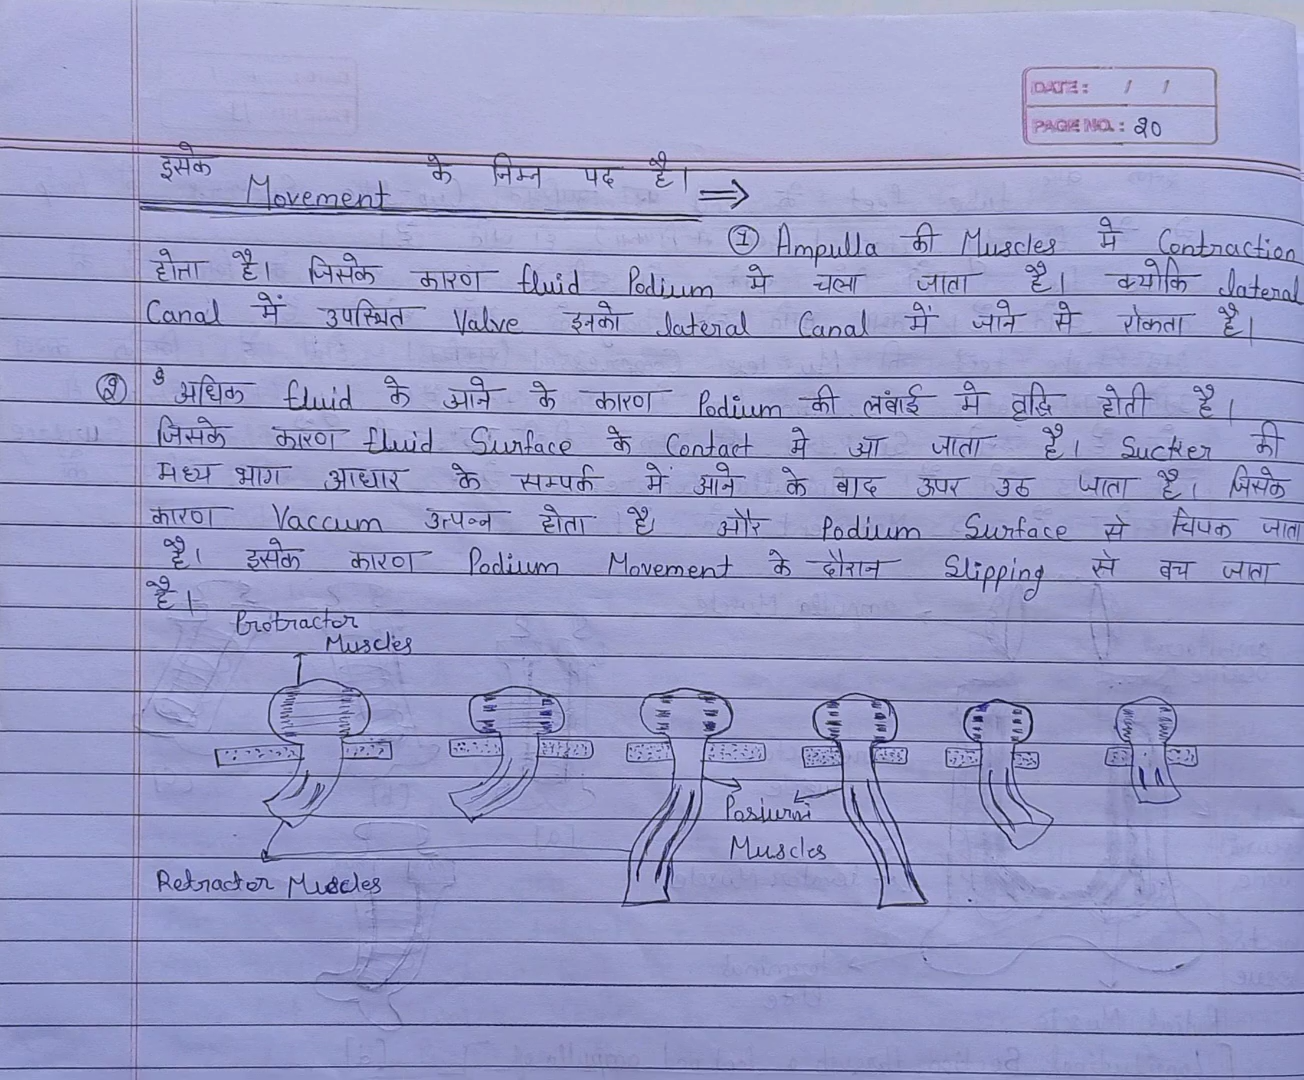 DATE: / /
PAGE NO.: 20
इसके Movement के निम्न पद है। ⇒
① Ampulla की Muscles मे Contraction
होता है। जिसके कारण fluid Podium मे चला जाता है। क्योकि lateral
Canal में उपस्थित Valve इनको lateral Canal में जाने से रोकता है।
② अधिक fluid के आने के कारण Podium की लंबाई मे वृद्धि होती है।
जिसके कारण fluid Surface के Contact मे आ जाता है। Sucker की
मध्य भाग आधार के सम्पर्क में आने के बाद ऊपर उठ जाता है। जिसके
कारण Vaccum उत्पन्न होता है और Podium Surface से चिपक जाता
है। इसके कारण Podium Movement के दौरान Slipping से बच जाता
है।
Protractor
Muscles
Muscles
Retractor Muscles